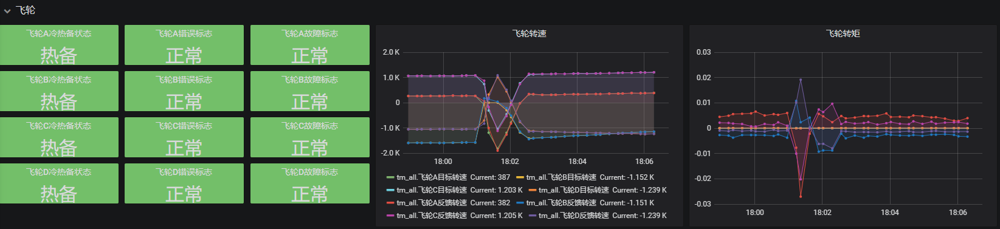 飞轮
飞轮A冷热备状态
热备
飞轮A错误标志
正常
飞轮A故障标志
正常
飞轮B冷热备状态
热备
飞轮B错误标志
正常
飞轮B故障标志
正常
飞轮C冷热备状态
热备
飞轮C错误标志
正常
飞轮C故障标志
正常
飞轮D冷热备状态
热备
飞轮D错误标志
正常
飞轮D故障标志
正常
飞轮转速
2.0 K
1.0 K
0
-1.0 K
-2.0 K
18:00 18:02 18:04 18:06
tm_all.飞轮A目标转速 Current: 387 tm_all.飞轮B目标转速 Current: -1.152 K
tm_all.飞轮C目标转速 Current: 1.203 K tm_all.飞轮D目标转速 Current: -1.239 K
tm_all.飞轮A反馈转速 Current: 382 tm_all.飞轮B反馈转速 Current: -1.151 K
tm_all.飞轮C反馈转速 Current: 1.205 K tm_all.飞轮D反馈转速 Current: -1.239 K
飞轮转矩
0.03
0.02
0.01
0
-0.01
-0.02
-0.03
18:00 18:02 18:04 18:06